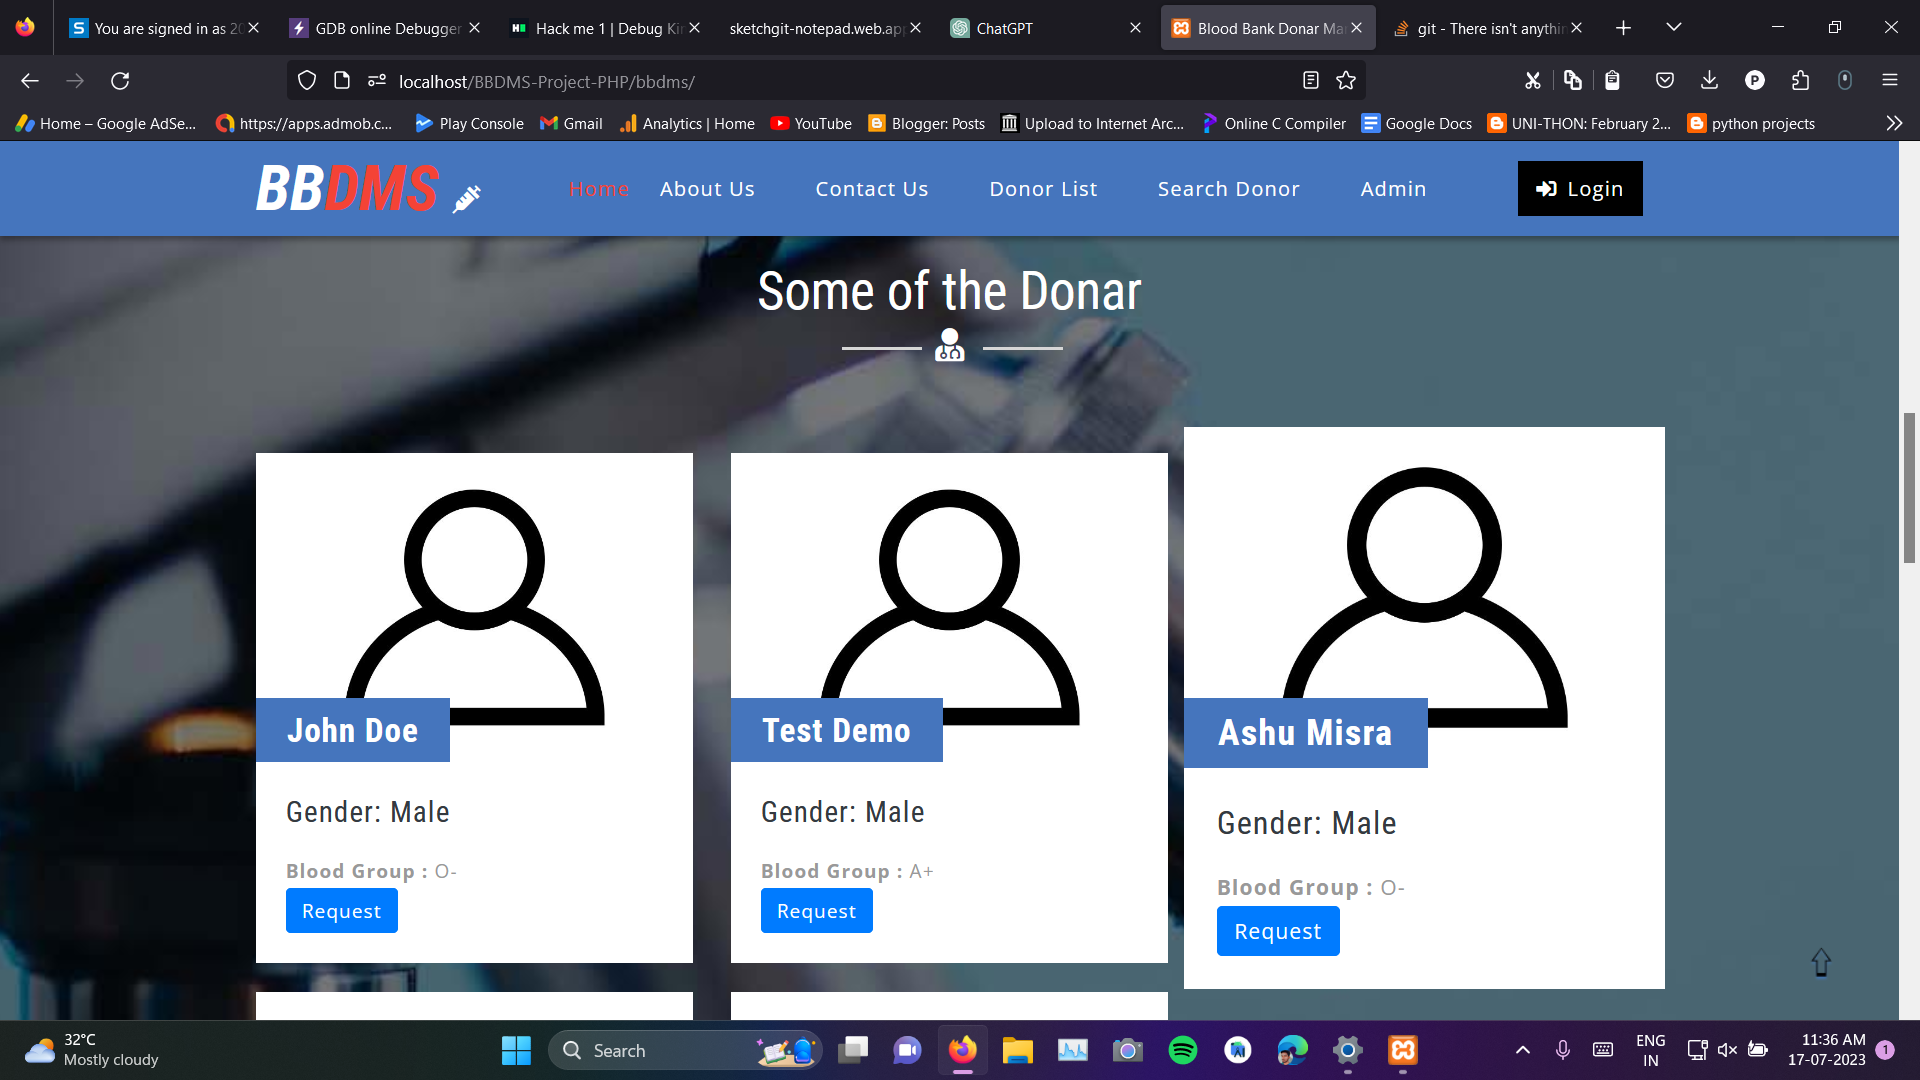 You are signed in as 20
GDB online Debugger
Hack me 1 | Debug Kin
sketchgit-notepad.web.app
ChatGPT
Blood Bank Donar Ma
git - There isn't anythin
localhost/BBDMS-Project-PHP/bbdms/
Home – Google AdSe...
https://apps.admob.c...
Play Console
Gmail
Analytics | Home
YouTube
Blogger: Posts
Upload to Internet Arc...
Online C Compiler
Google Docs
UNI-THON: February 2...
python projects
BBDMS
Home
About Us
Contact Us
Donor List
Search Donor
Admin
Login
Some of the Donar
John Doe
Gender: Male
Blood Group : O-
Request
Test Demo
Gender: Male
Blood Group : A+
Request
Ashu Misra
Gender: Male
Blood Group : O-
Request
32°C
Mostly cloudy
Search
ENG
IN
11:36 AM
17-07-2023
1